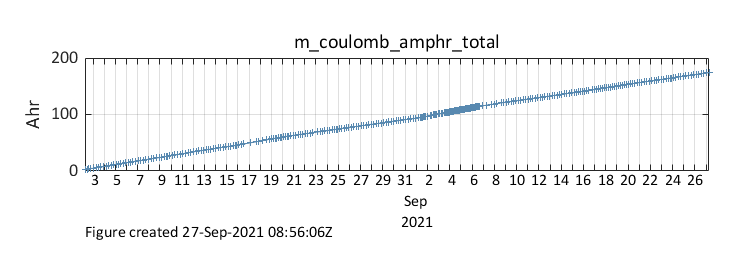 m_coulomb_amphr_total
200
100
0
Ahr
3 5 7 9 11 13 15 17 19 21 23 25 27 29 31 2 4 6 8 10 12 14 16 18 20 22 24 26
Sep
2021
Figure created 27-Sep-2021 08:56:06Z